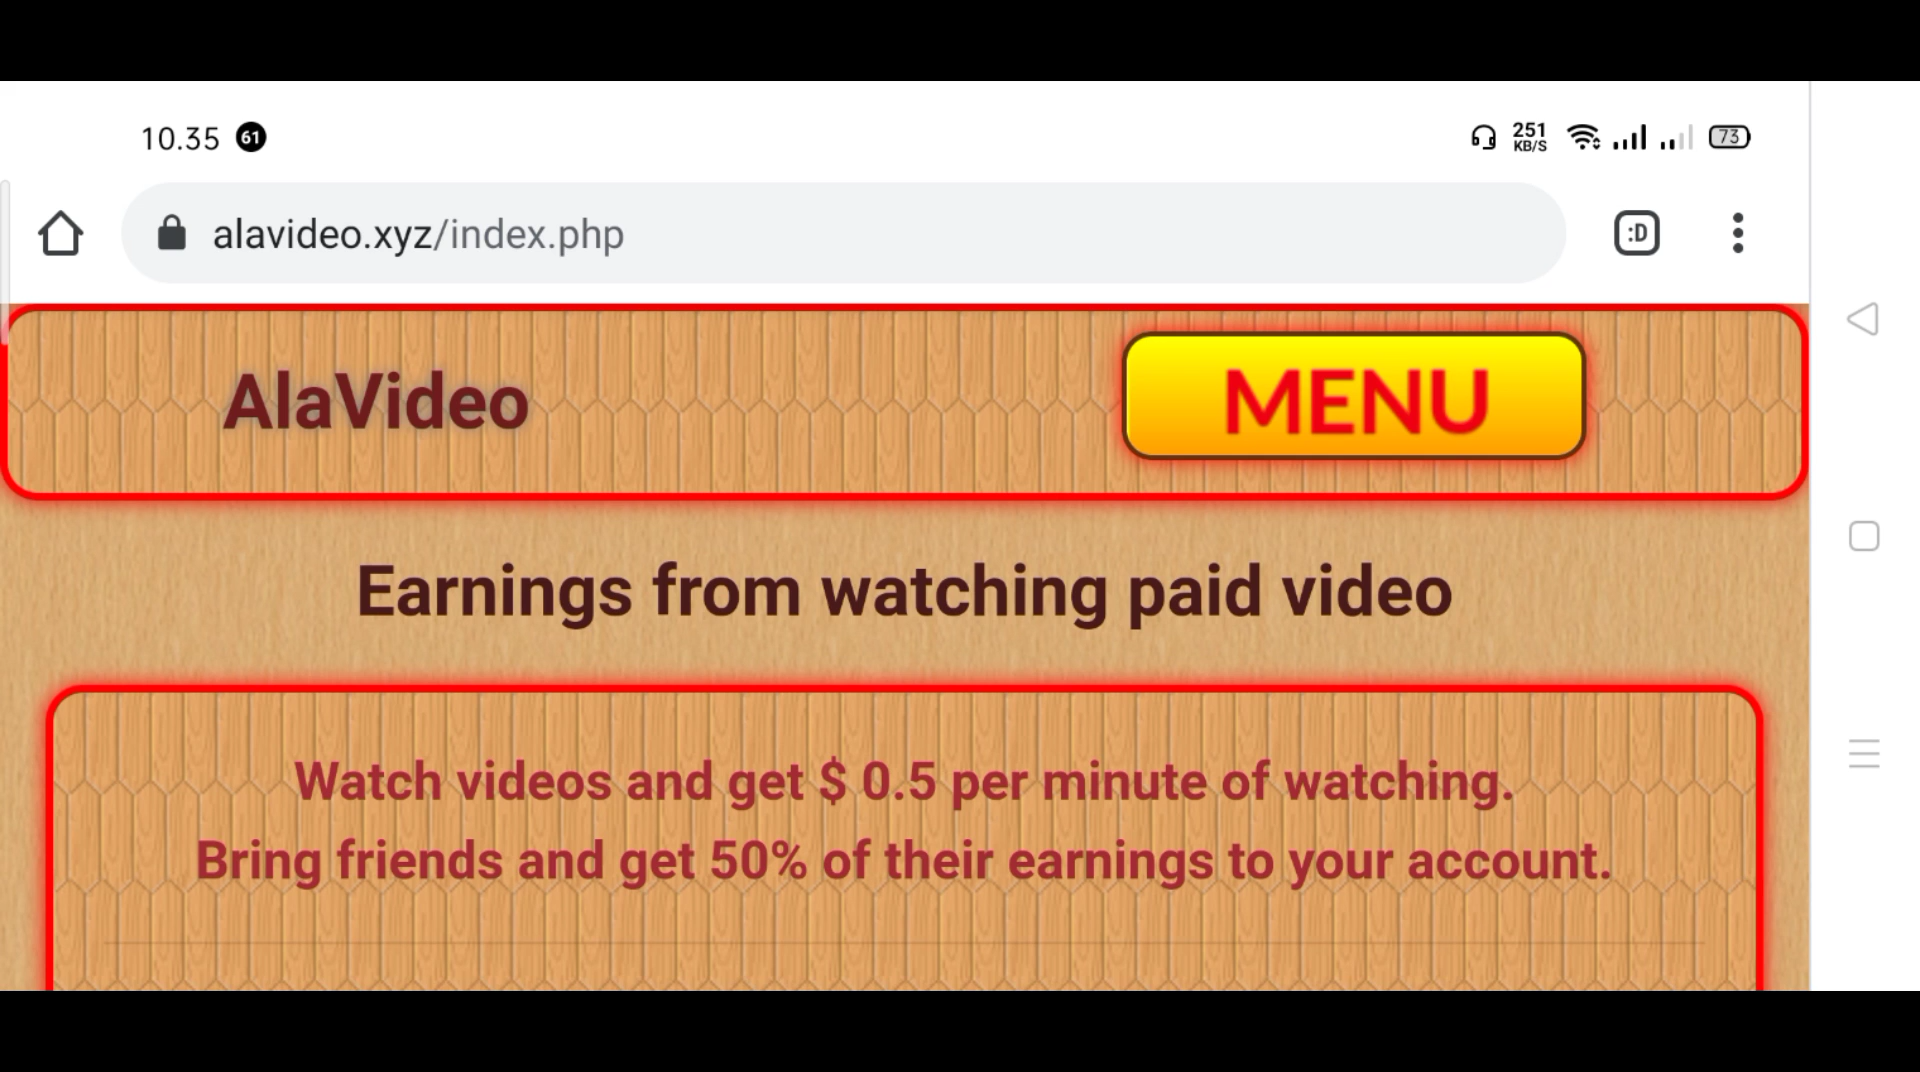 10.35 61
251
KB/S
73
alavideo.xyz/index.php
:D
AlaVideo
MENU
Earnings from watching paid video
Watch videos and get $ 0.5 per minute of watching.
Bring friends and get 50% of their earnings to your account.